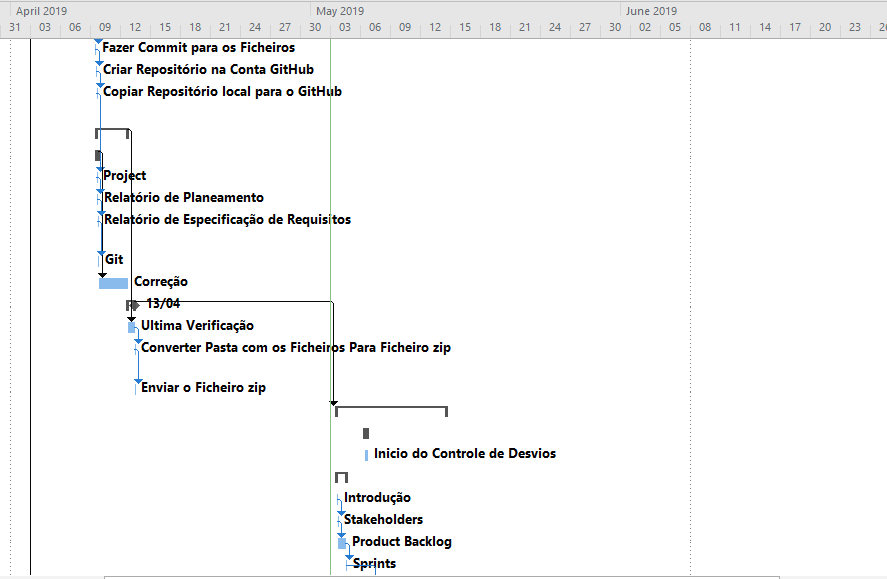 April 2019 May 2019 June 2019
31 03 06 09 12 15 18 21 24 27 30 03 06 09 12 15 18 21 24 27 30 02 05 08 11 14 17 20 23 26
Fazer Commit para os Ficheiros
Criar Repositório na Conta GitHub
Copiar Repositório local para o GitHub
Project
Relatório de Planeamento
Relatório de Especificação de Requisitos
Git
Correção
13/04
Ultima Verificação
Converter Pasta com os Ficheiros Para Ficheiro zip
Enviar o Ficheiro zip
Inicio do Controle de Desvios
Introdução
Stakeholders
Product Backlog
Sprints